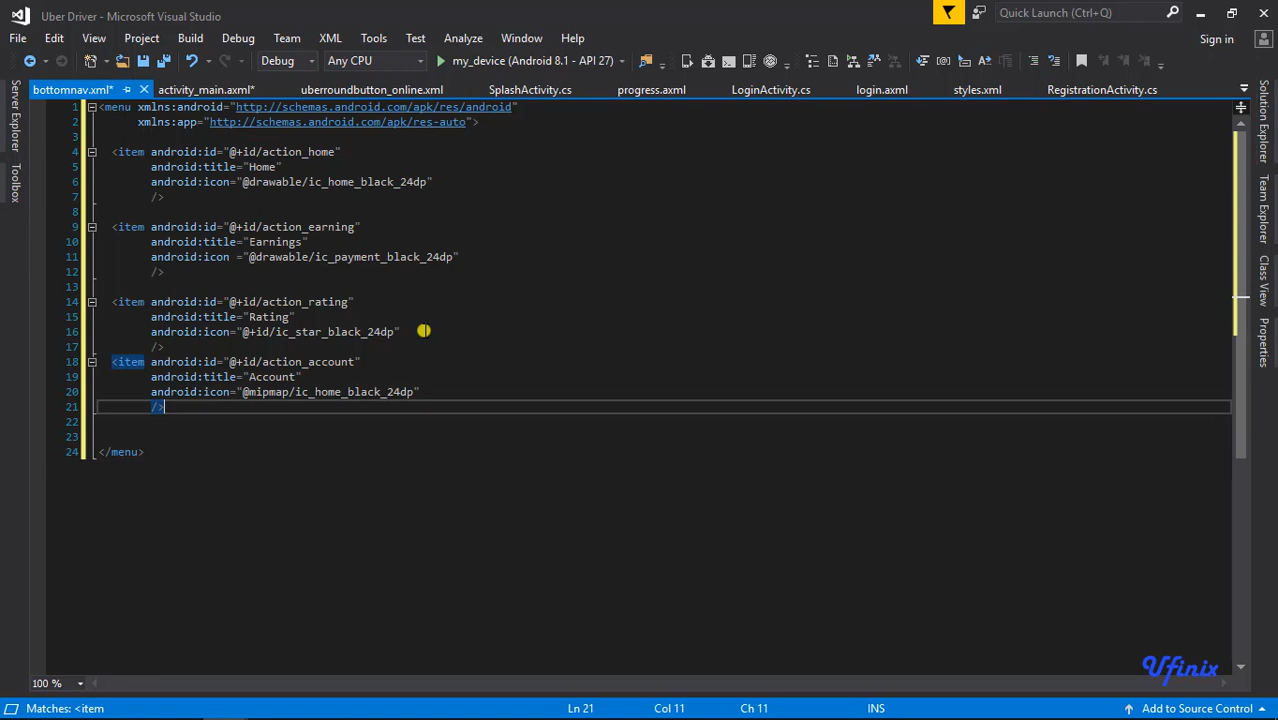 Uber Driver - Microsoft Visual Studio
Quick Launch (Ctrl+Q)
File Edit View Project Build Debug Team XML Tools Test Analyze Window Help
Sign in
Debug Any CPU my_device (Android 8.1 - API 27)
bottomnav.xml* activity_main.axml* uberroundbutton_online.xml SplashActivity.cs progress.axml LoginActivity.cs login.axml styles.xml RegistrationActivity.cs
Server Explorer
Toolbox
1 <menu xmlns:android="http://schemas.android.com/apk/res/android"
2 xmlns:app="http://schemas.android.com/apk/res-auto">
3
4 <item android:id="@+id/action_home"
5 android:title="Home"
6 android:icon="@drawable/ic_home_black_24dp"
7 />
8
9 <item android:id="@+id/action_earning"
10 android:title="Earnings"
11 android:icon ="@drawable/ic_payment_black_24dp"
12 />
13
14 <item android:id="@+id/action_rating"
15 android:title="Rating"
16 android:icon="@+id/ic_star_black_24dp"
17 />
18 <item android:id="@+id/action_account"
19 android:title="Account"
20 android:icon="@mipmap/ic_home_black_24dp"
21 />
22
23
24 </menu>
Solution Explorer
Team Explorer
Class View
Properties
Ufinix
100 %
Matches: <item Ln 21 Col 11 Ch 11 INS Add to Source Control